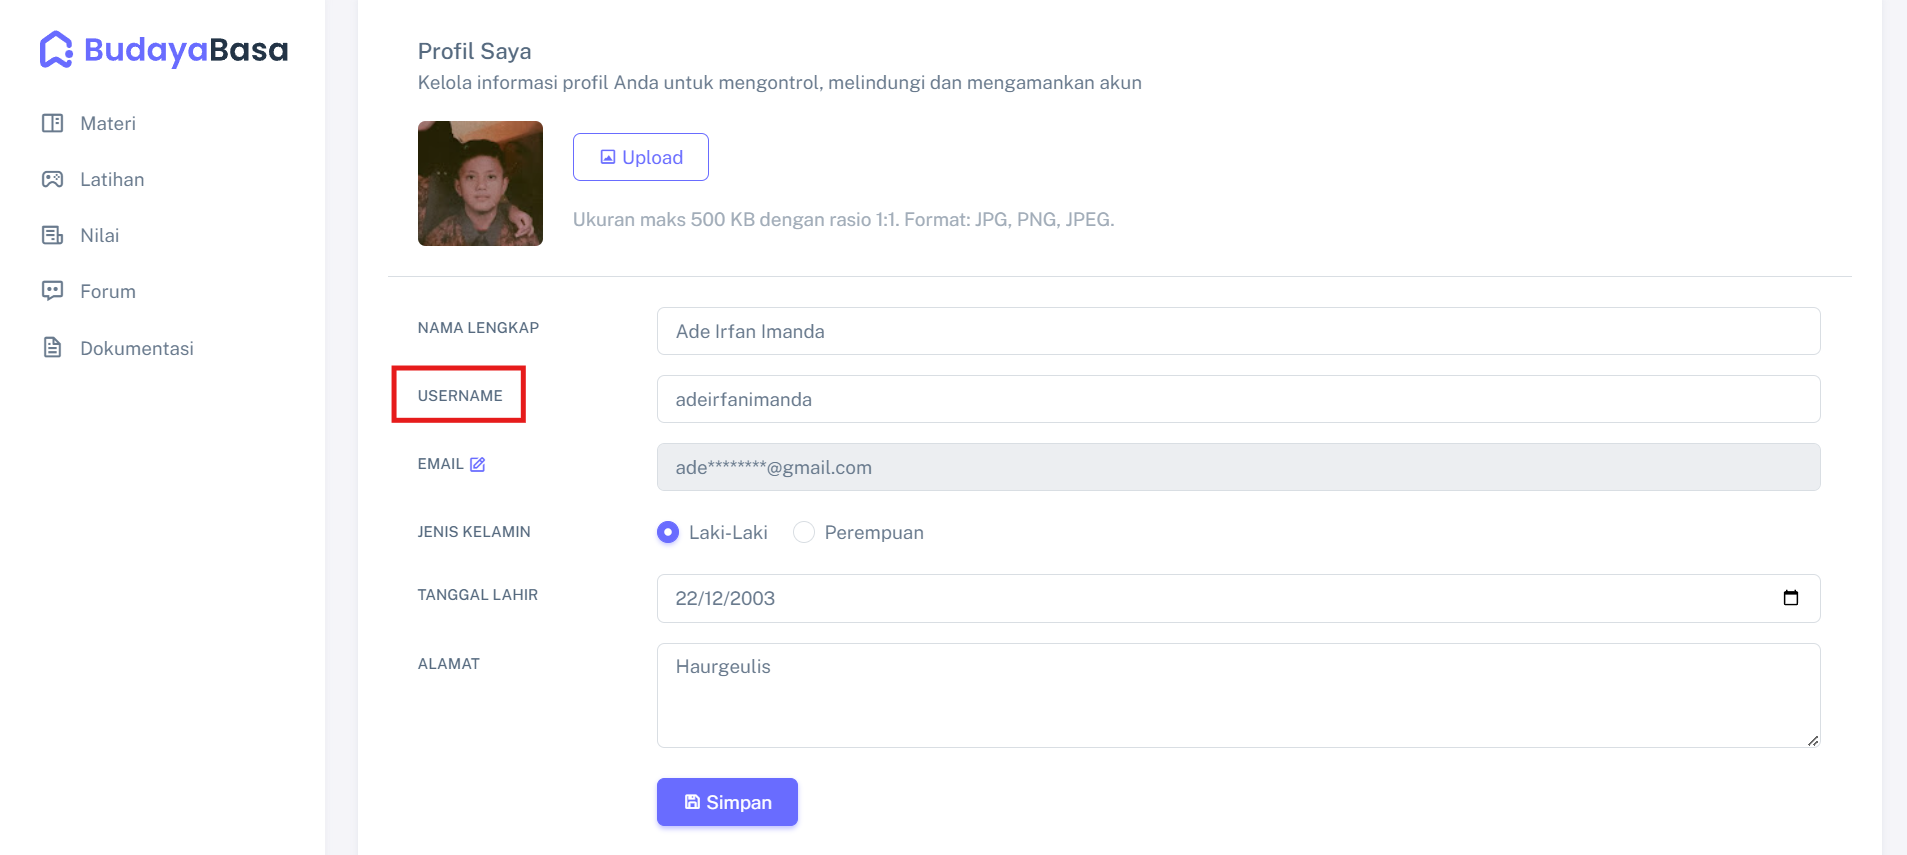 BudayaBasa
Materi
Latihan
Nilai
Forum
Dokumentasi
Profil Saya
Kelola informasi profil Anda untuk mengontrol, melindungi dan mengamankan akun
Upload
Ukuran maks 500 KB dengan rasio 1:1. Format: JPG, PNG, JPEG.
NAMA LENGKAP
Ade Irfan Imanda
USERNAME
adeirfanimanda
EMAIL
ade********@gmail.com
JENIS KELAMIN
Laki-Laki
Perempuan
TANGGAL LAHIR
22/12/2003
ALAMAT
Haurgeulis
Simpan